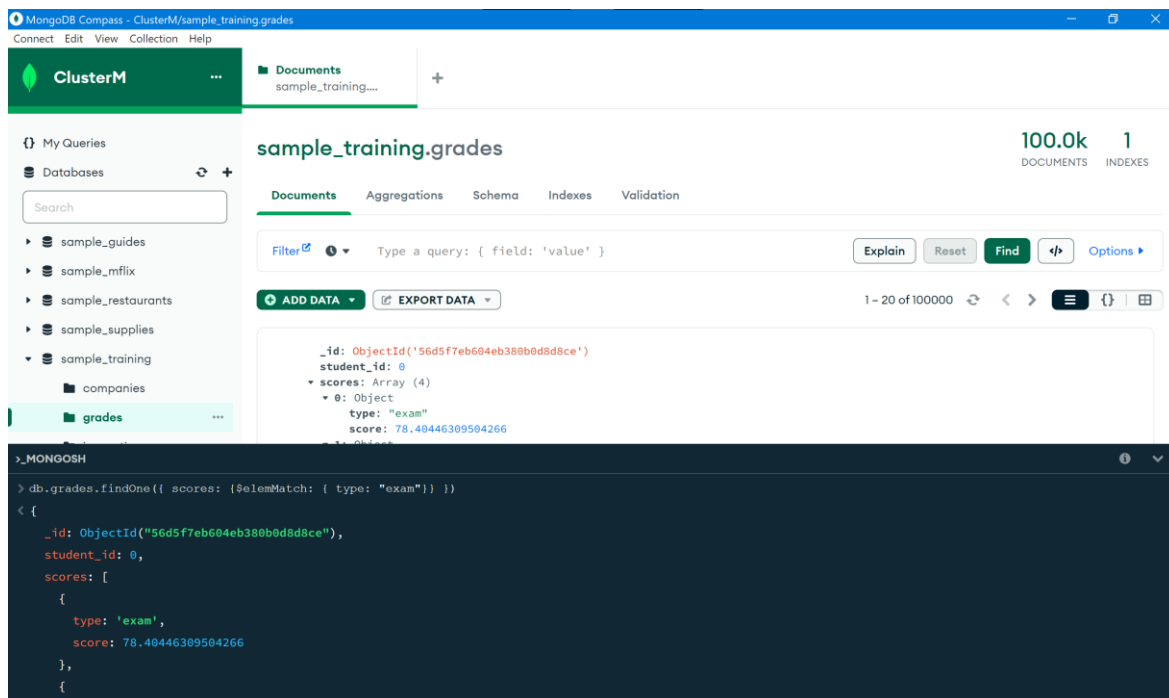 MongoDB Compass - ClusterM/sample_training.grades
Connect Edit View Collection Help
ClusterM
Documents
sample_training....
{} My Queries
Databases
Search
sample_guides
sample_mflix
sample_restaurants
sample_supplies
sample_training
companies
grades
sample_training.grades
100.0k
DOCUMENTS
1
INDEXES
Documents Aggregations Schema Indexes Validation
Filter Type a query: { field: 'value' } Explain Reset Find </> Options
ADD DATA EXPORT DATA 1 – 20 of 100000 {}
_id: ObjectId('56d5f7eb604eb380b0d8d8ce')
student_id: 0
scores: Array (4)
0: Object
type: "exam"
score: 78.40446309504266
>_MONGOSH
> db.grades.findOne({ scores: {$elemMatch: { type: "exam"}} })
< {
_id: ObjectId("56d5f7eb604eb380b0d8d8ce"),
student_id: 0,
scores: [
{
type: 'exam',
score: 78.40446309504266
},
{